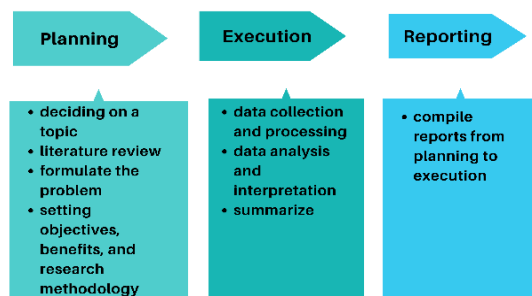 Planning
Execution
Reporting
• deciding on a
topic
• literature review
• formulate the
problem
• setting
objectives,
benefits, and
research
methodology
• data collection
and processing
• data analysis
and
interpretation
• summarize
• compile
reports from
planning to
execution